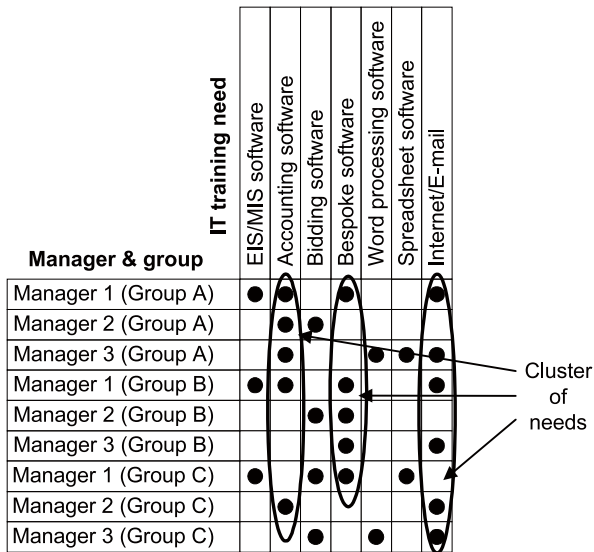 IT training need
EIS/MIS software
Accounting software
Bidding software
Bespoke software
Word processing software
Spreadsheet software
Internet/E-mail
Manager & group
Manager 1 (Group A)
Manager 2 (Group A)
Manager 3 (Group A)
Manager 1 (Group B)
Manager 2 (Group B)
Manager 3 (Group B)
Manager 1 (Group C)
Manager 2 (Group C)
Manager 3 (Group C)
Cluster
of
needs